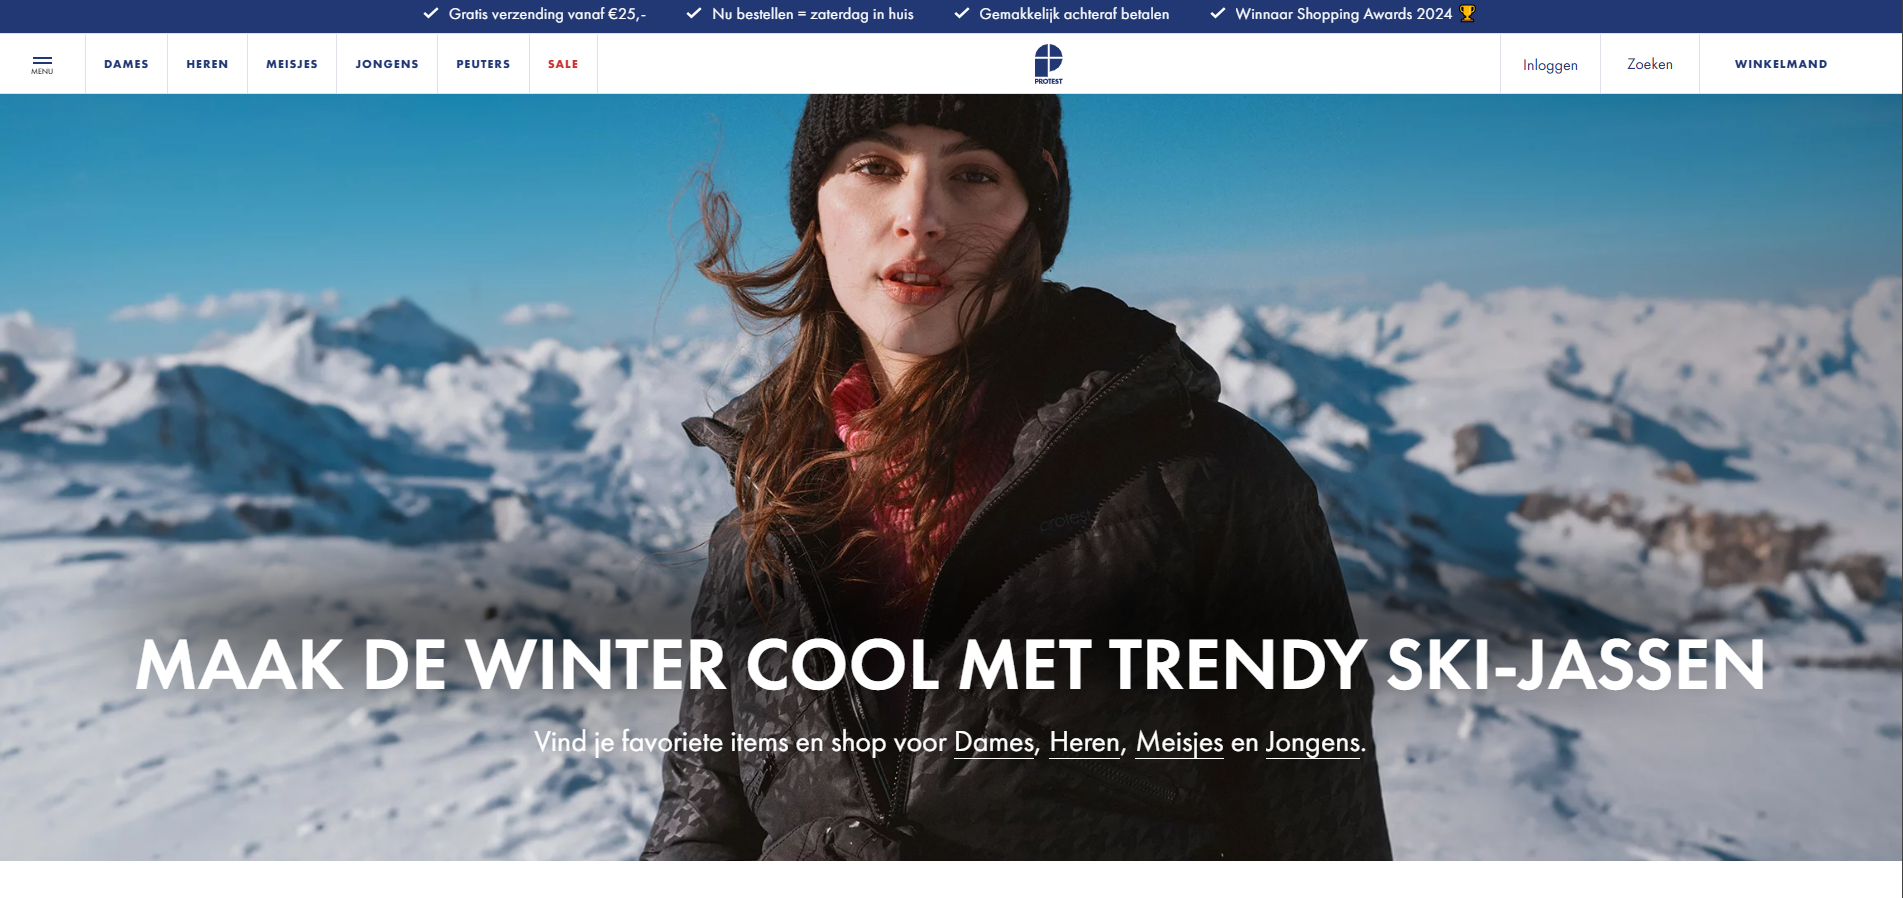 Gratis verzending vanaf €25,- Nu bestellen = zaterdag in huis Gemakkelijk achteraf betalen Winnaar Shopping Awards 2024
MENU DAMES HEREN MEISJES JONGENS PEUTERS SALE PROTEST Inloggen Zoeken WINKELMAND
protest
MAAK DE WINTER COOL MET TRENDY SKI-JASSEN
Vind je favoriete items en shop voor Dames, Heren, Meisjes en Jongens.